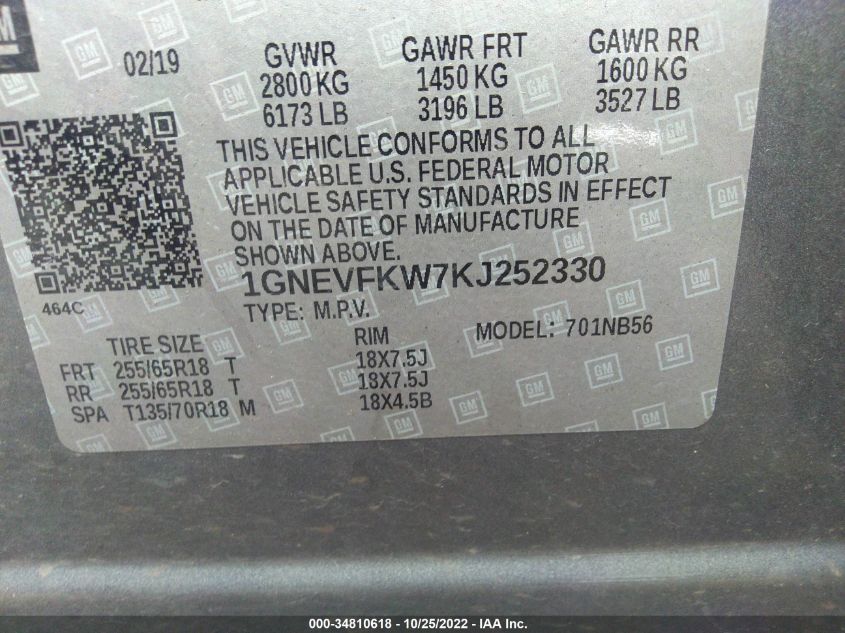 GM
02/19 GVWR GAWR FRT GAWR RR
2800 KG 1450 KG 1600 KG
6173 LB 3196 LB 3527 LB
THIS VEHICLE CONFORMS TO ALL
APPLICABLE U.S. FEDERAL MOTOR
VEHICLE SAFETY STANDARDS IN EFFECT
ON THE DATE OF MANUFACTURE
SHOWN ABOVE.
464C 1GNEVFKW7KJ252330
TYPE: M.P.V. MODEL: 701NB56
TIRE SIZE RIM
FRT 255/65R18 T 18X7.5J
RR 255/65R18 T 18X7.5J
SPA T135/70R18 M 18X4.5B
000-34810618 - 10/25/2022 - IAA Inc.